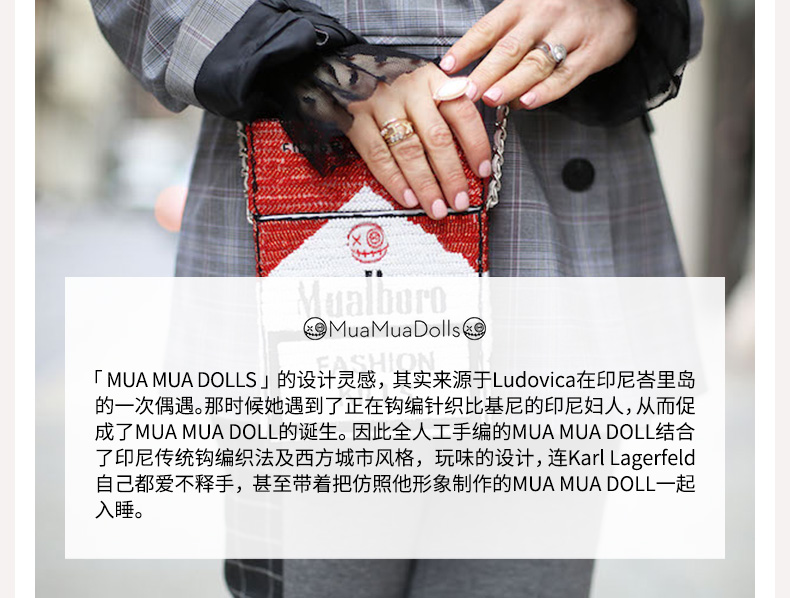 Mualboro
FASHION
MuaMuaDolls
「 MUA MUA DOLLS 」的设计灵感，其实来源于Ludovica在印尼峇里岛
的一次偶遇。那时候她遇到了正在钩编针织比基尼的印尼妇人，从而促
成了MUA MUA DOLL的诞生。因此全人工手编的MUA MUA DOLL结合
了印尼传统钩编织法及西方城市风格，玩味的设计，连Karl Lagerfeld
自己都爱不释手，甚至带着把仿照他形象制作的MUA MUA DOLL一起
入睡。